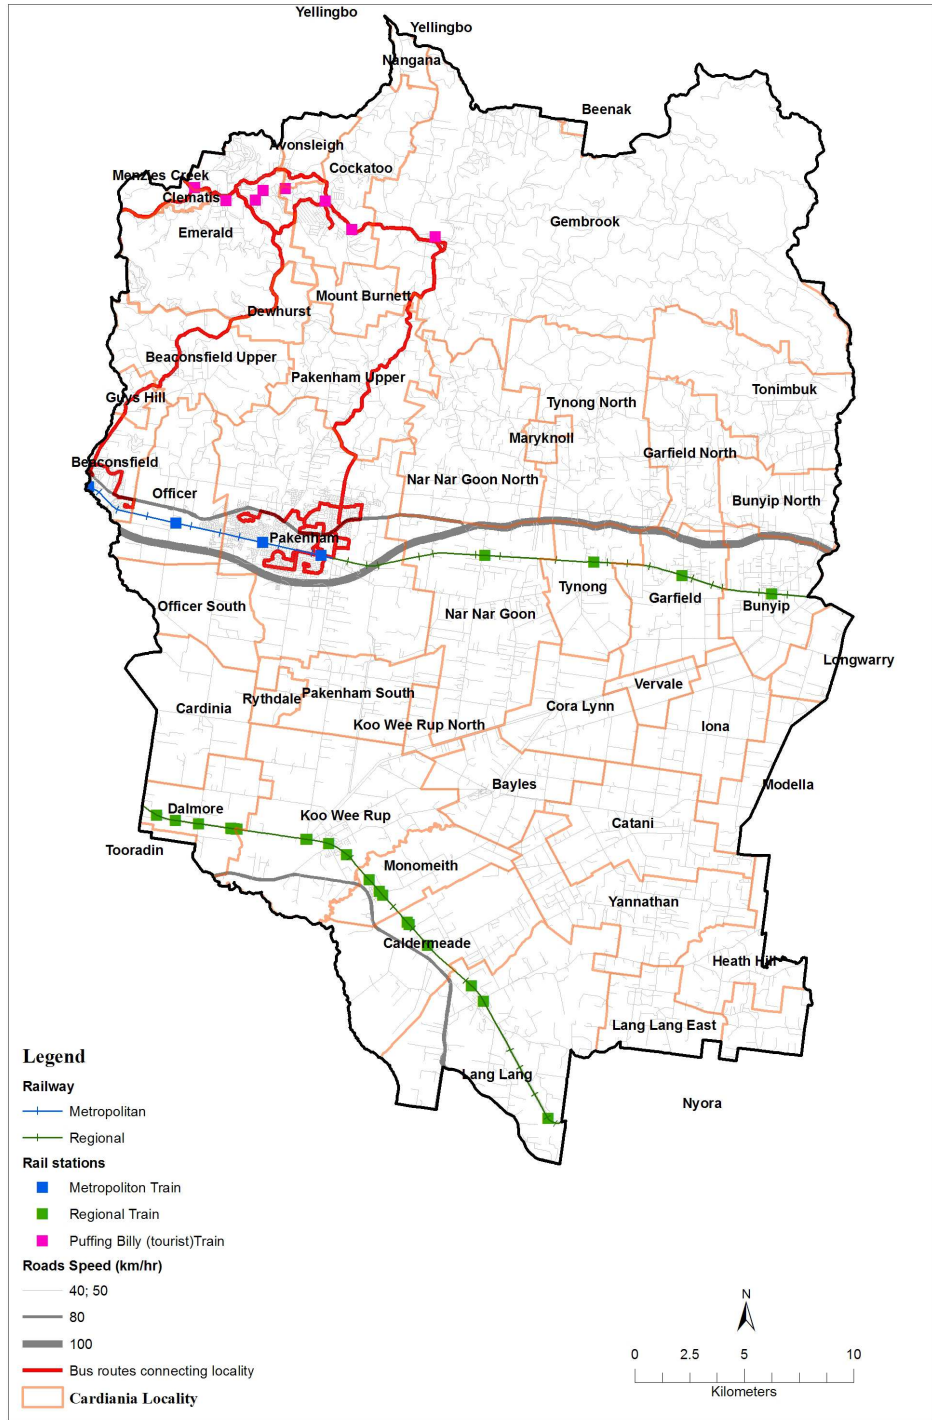 Yellingbo
Yellingbo
Nangana
Beenak
Avonsleigh
Cockatoo
Menzies Creek
Clematis
Gembrook
Emerald
Mount Burnett
Dewhurst
Beaconsfield Upper
Pakenham Upper
Tonimbuk
Guys Hill
Tynong North
Maryknoll
Garfield North
Beaconsfield
Nar Nar Goon North
Officer
Bunyip North
Pakenham
Tynong
Garfield
Officer South
Nar Nar Goon
Bunyip
Longwarry
Vervale
Rythdale
Pakenham South
Cardinia
Cora Lynn
Koo Wee Rup North
Iona
Bayles
Modella
Dalmore
Koo Wee Rup
Catani
Tooradin
Monomeith
Yannathan
Caldermeade
Heath Hill
Lang Lang East
Lang Lang
Nyora
Legend
Railway
Metropolitan
Regional
Rail stations
Metropoliton Train
Regional Train
Puffing Billy (tourist)Train
Roads Speed (km/hr)
40; 50
80
100
Bus routes connecting locality
Cardiania Locality
N
0 2.5 5 10
Kilometers